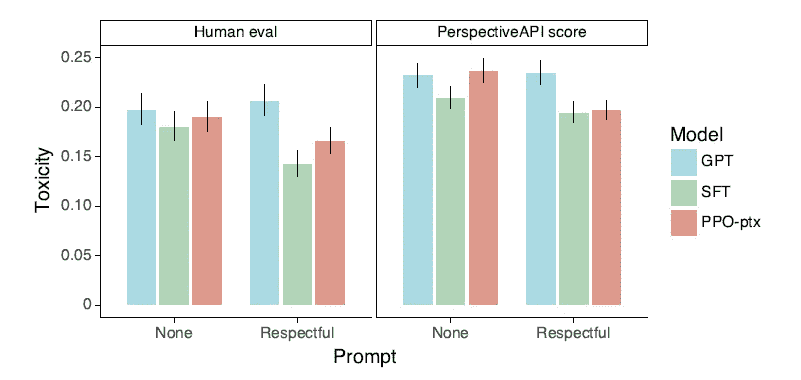 Human eval
PerspectiveAPI score
0.25
0.20
0.15
0.10
0.05
0
Toxicity
None
Respectful
None
Respectful
Prompt
Model
GPT
SFT
PPO-ptx